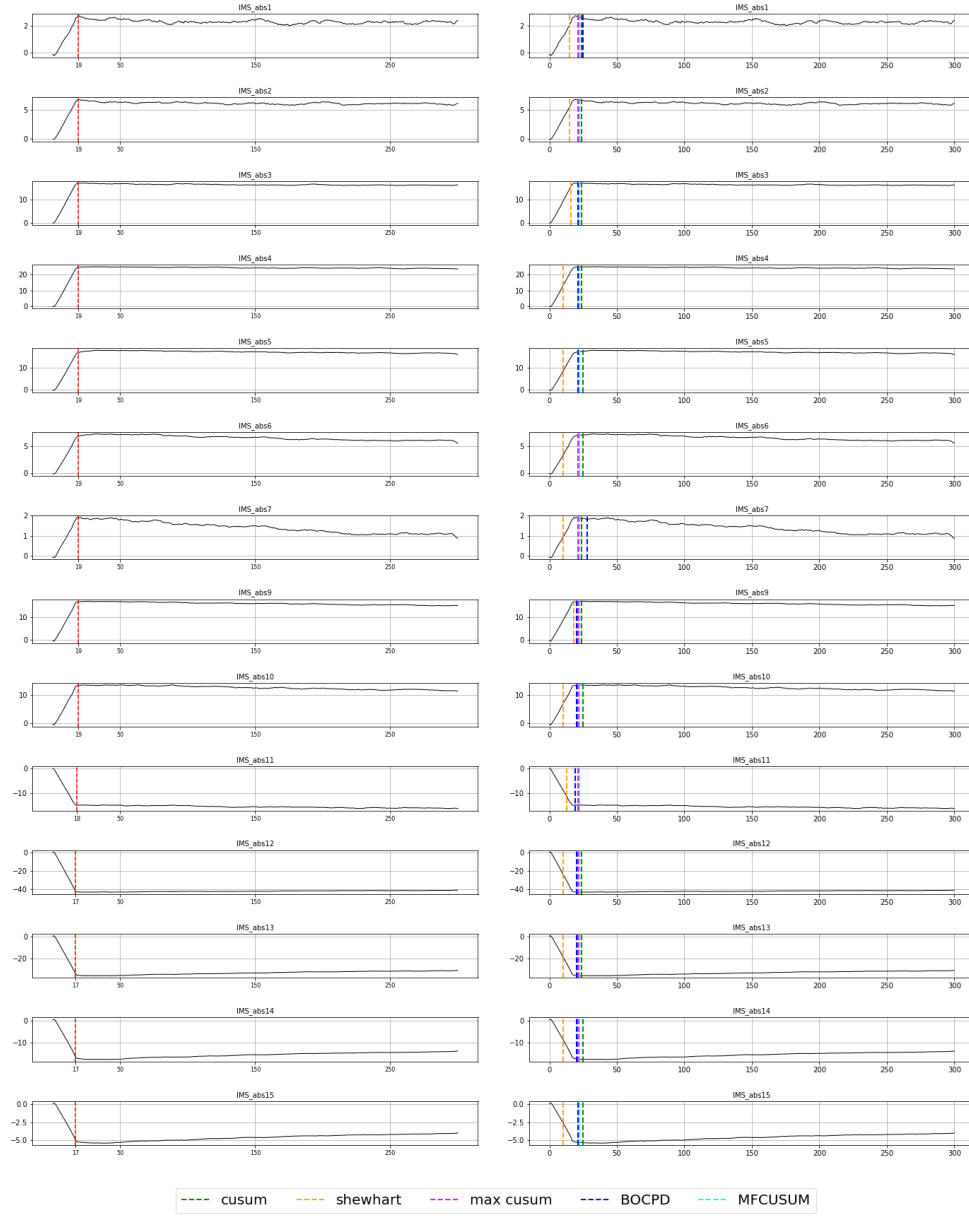 IMS_abs1 IMS_abs1
2
0
19 50 150 250
2
0
0 50 100 150 200 250 300
IMS_abs2 IMS_abs2
5
0
19 50 150 250
5
0
0 50 100 150 200 250 300
IMS_abs3 IMS_abs3
10
0
19 50 150 250
10
0
0 50 100 150 200 250 300
IMS_abs4 IMS_abs4
20
10
0
19 50 150 250
20
10
0
0 50 100 150 200 250 300
IMS_abs5 IMS_abs5
10
0
19 50 150 250
10
0
0 50 100 150 200 250 300
IMS_abs6 IMS_abs6
5
0
19 50 150 250
5
0
0 50 100 150 200 250 300
IMS_abs7 IMS_abs7
2
1
0
19 50 150 250
2
1
0
0 50 100 150 200 250 300
IMS_abs9 IMS_abs9
10
0
19 50 150 250
10
0
0 50 100 150 200 250 300
IMS_abs10 IMS_abs10
10
0
19 50 150 250
10
0
0 50 100 150 200 250 300
IMS_abs11 IMS_abs11
0
−10
18 50 150 250
0
−10
0 50 100 150 200 250 300
IMS_abs12 IMS_abs12
0
−20
−40
17 50 150 250
0
−20
−40
0 50 100 150 200 250 300
IMS_abs13 IMS_abs13
0
−20
17 50 150 250
0
−20
0 50 100 150 200 250 300
IMS_abs14 IMS_abs14
0
−10
17 50 150 250
0
−10
0 50 100 150 200 250 300
IMS_abs15 IMS_abs15
0.0
−2.5
−5.0
17 50 150 250
0.0
−2.5
−5.0
0 50 100 150 200 250 300
cusum shewhart max cusum BOCPD MFCUSUM